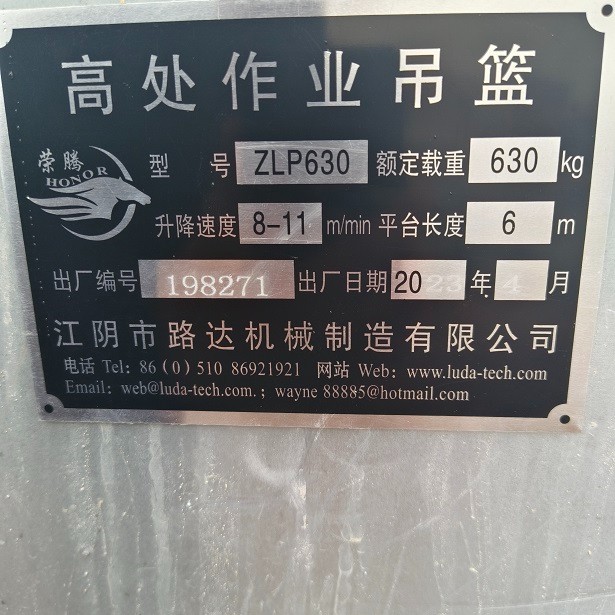 高处作业吊篮
荣腾
HONOR
型 号 ZLP630 额定载重 630 kg
升降速度 8-11 m/min 平台长度 6 m
出厂编号 198271 出厂日期 2023 年 4 月
江阴市路达机械制造有限公司
电话 Tel: 86 (0) 510 86921921 网站 Web: www.luda-tech.com
Email: web@luda-tech.com. ; wayne 88885@hotmail.com